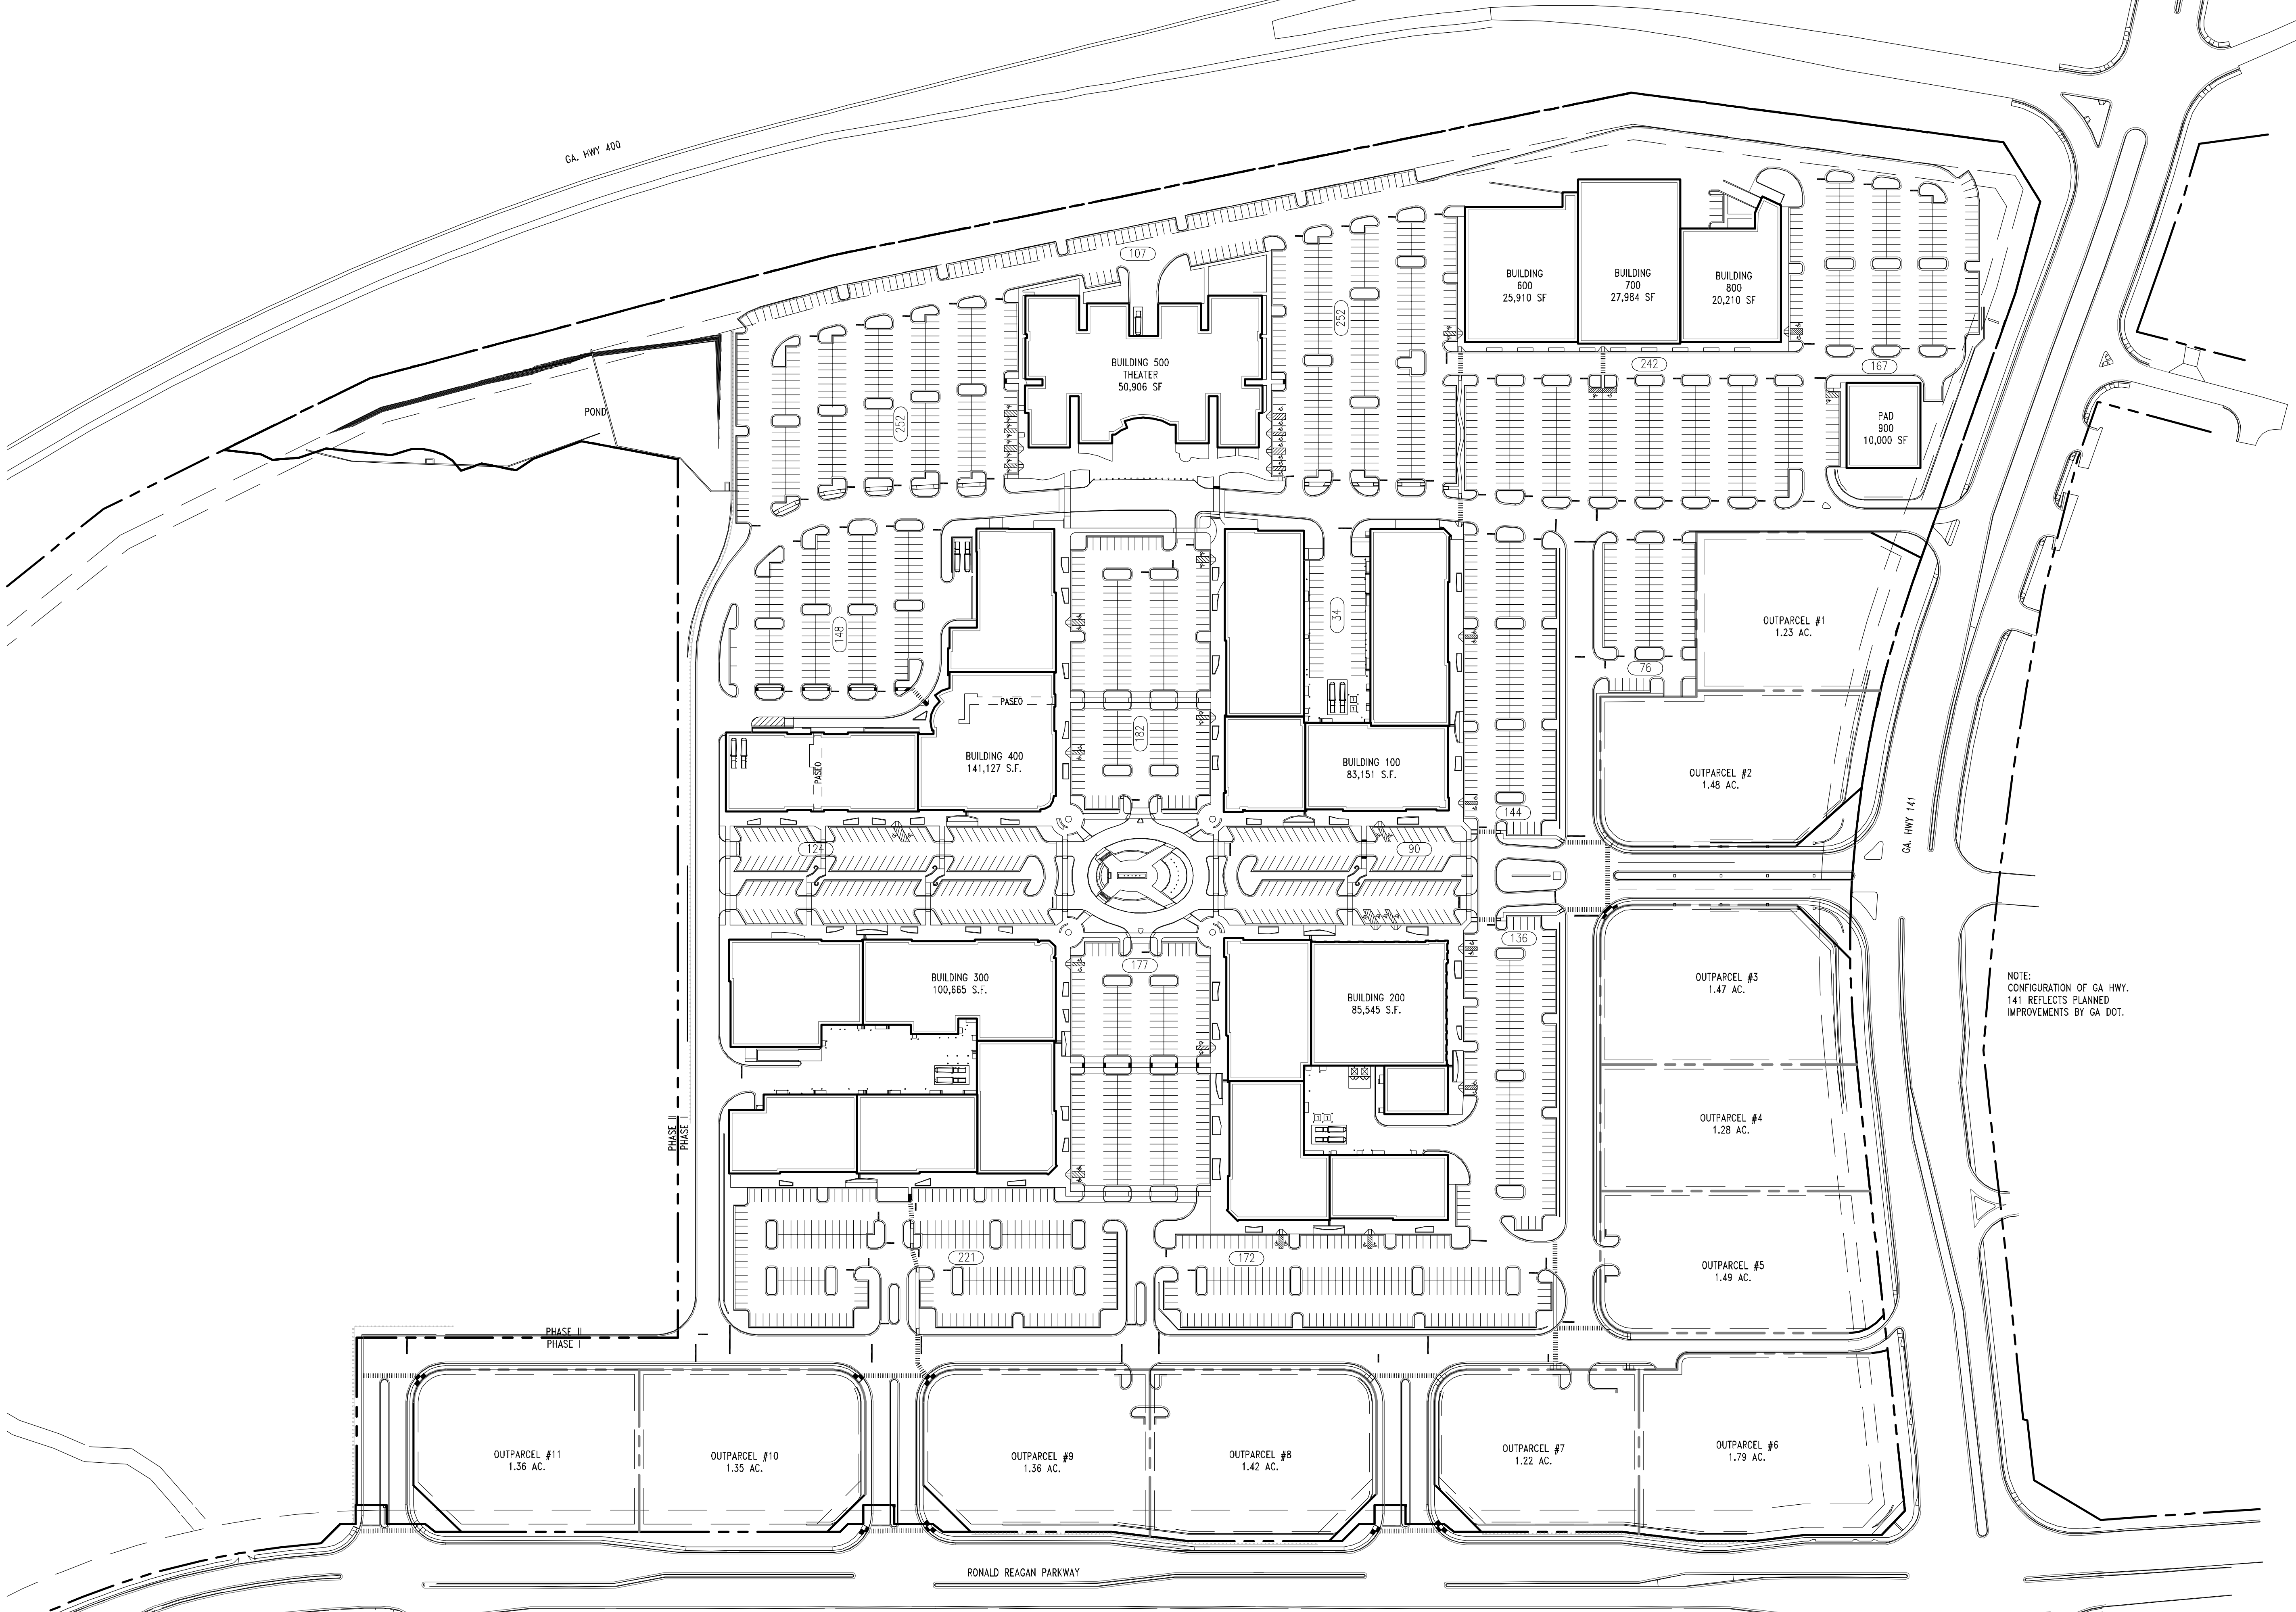 GA. HWY 400
107
252
BUILDING
600
25,910 SF
BUILDING
700
27,984 SF
BUILDING
800
20,210 SF
BUILDING 500
THEATER
50,906 SF
242
167
POND
252
PAD
900
10,000 SF
148
34
OUTPARCEL #1
1.23 AC.
76
PASEO
182
BUILDING 400
141,127 S.F.
PASEO
BUILDING 100
83,151 S.F.
OUTPARCEL #2
1.48 AC.
144
GA. HWY 141
124
90
136
177
BUILDING 300
100,665 S.F.
BUILDING 200
85,545 S.F.
OUTPARCEL #3
1.47 AC.
NOTE:
CONFIGURATION OF GA HWY.
141 REFLECTS PLANNED
IMPROVEMENTS BY GA DOT.
PHASE II
PHASE I
OUTPARCEL #4
1.28 AC.
221
172
OUTPARCEL #5
1.49 AC.
PHASE II
PHASE I
OUTPARCEL #11
1.36 AC.
OUTPARCEL #10
1.35 AC.
OUTPARCEL #9
1.36 AC.
OUTPARCEL #8
1.42 AC.
OUTPARCEL #7
1.22 AC.
OUTPARCEL #6
1.79 AC.
RONALD REAGAN PARKWAY